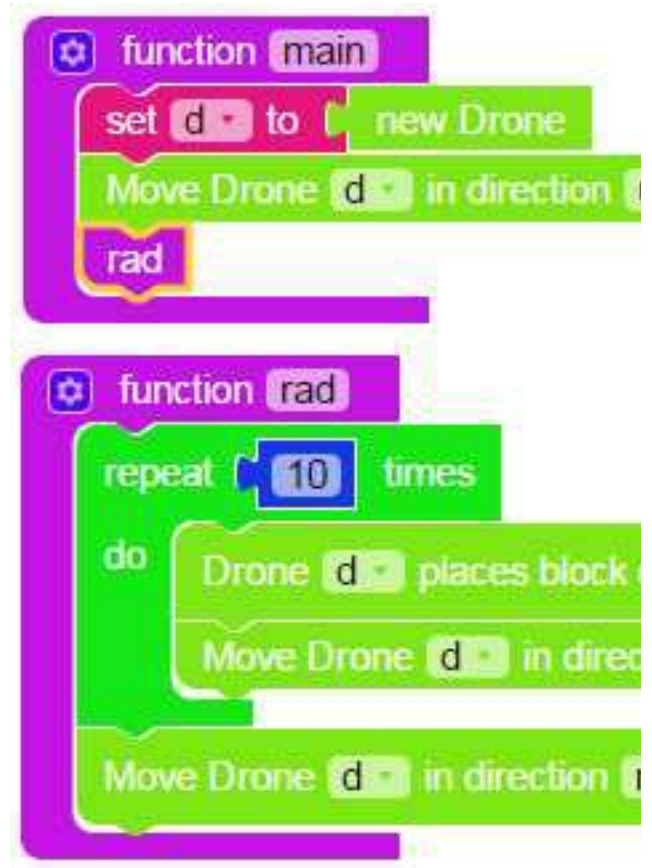 function main
set d to new Drone
Move Drone d in direction
rad
function rad
repeat 10 times
do
Drone d places block
Move Drone d in direc
Move Drone d in direction